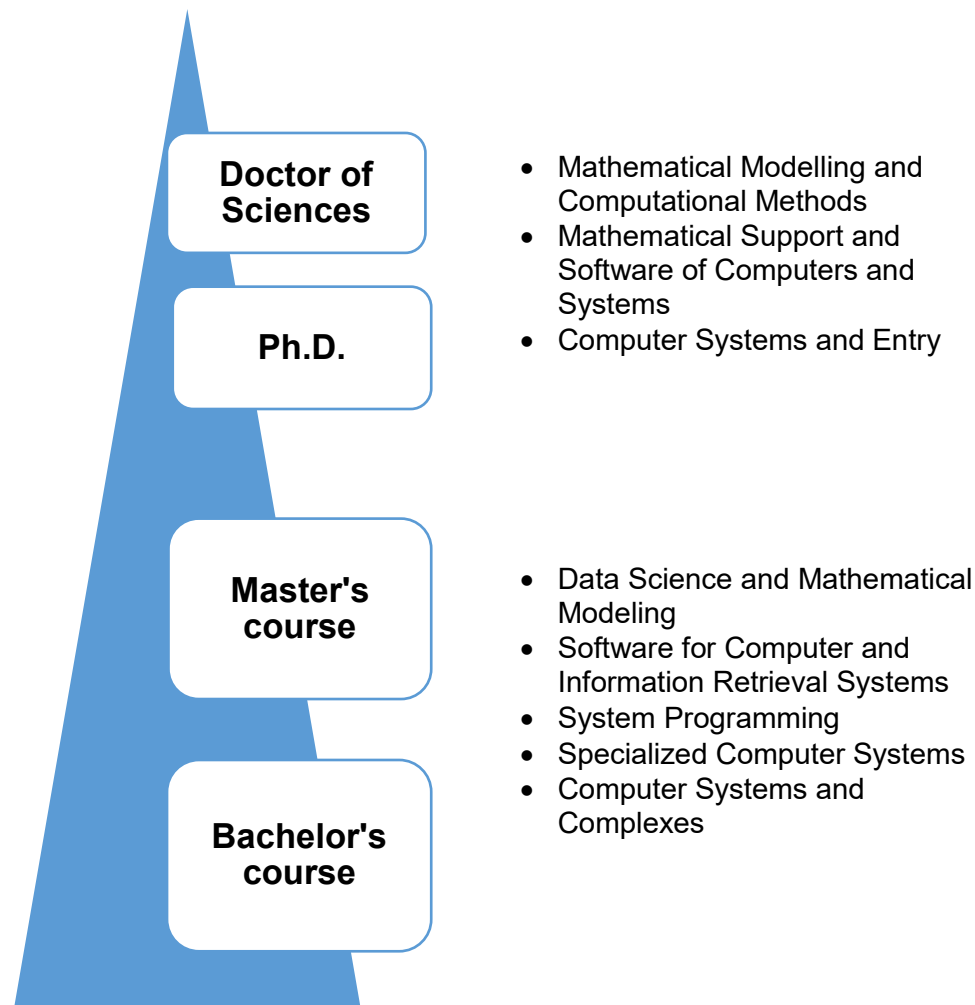 Doctor of
Sciences
• Mathematical Modelling and
Computational Methods
• Mathematical Support and
Software of Computers and
Systems
• Computer Systems and Entry
Ph.D.
Master's
course
• Data Science and Mathematical
Modeling
• Software for Computer and
Information Retrieval Systems
• System Programming
• Specialized Computer Systems
• Computer Systems and
Complexes
Bachelor's
course